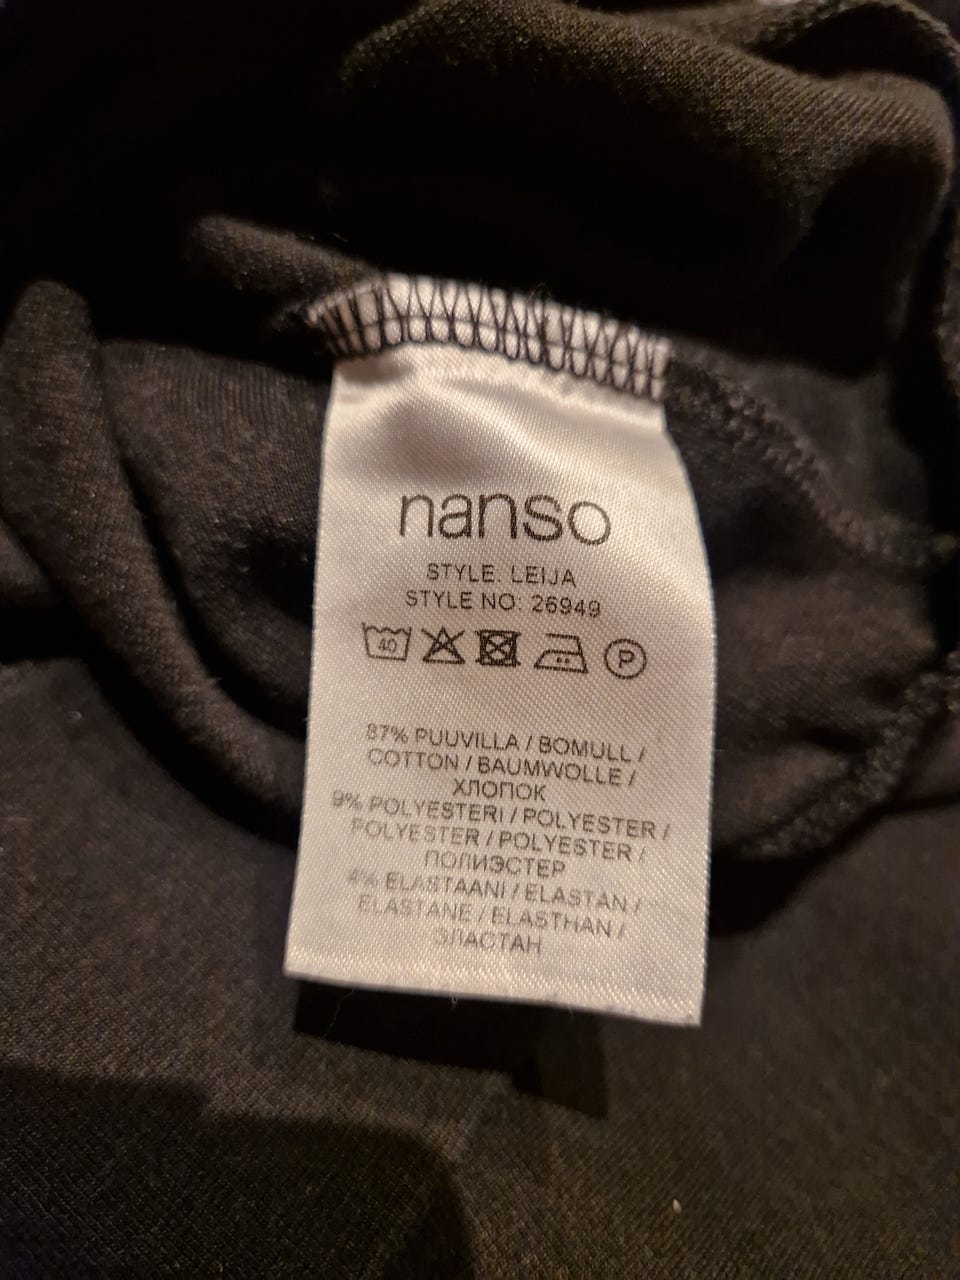 nanso
STYLE: LEIJA
STYLE NO: 26949
40 P
87% PUUVILLA / BOMULL /
COTTON / BAUMWOLLE /
ХЛОПОК
9% POLYESTERI / POLYESTER /
POLYESTER / POLYESTER /
ПОЛИЭСТЕР
4% ELASTAANI / ELASTAN /
ELASTANE / ELASTHAN /
ЭЛАСТАН